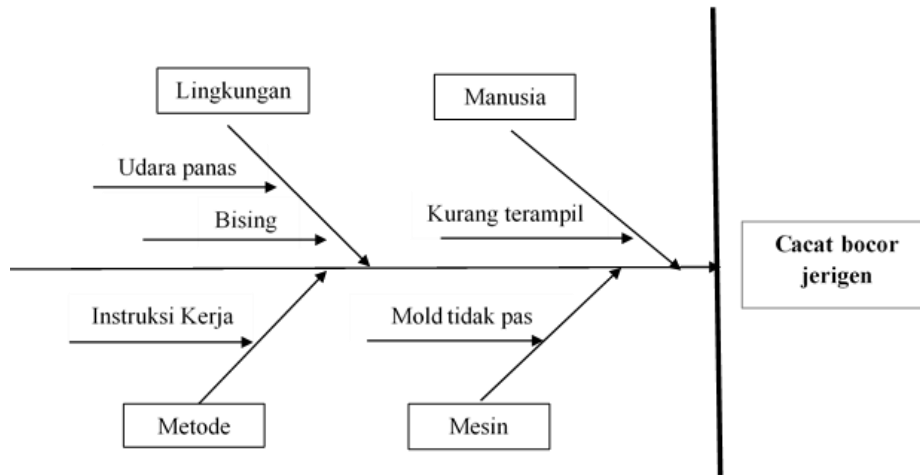 Lingkungan
Manusia
Udara panas
Bising
Kurang terampil
Cacat bocor
jerigen
Instruksi Kerja
Mold tidak pas
Metode
Mesin